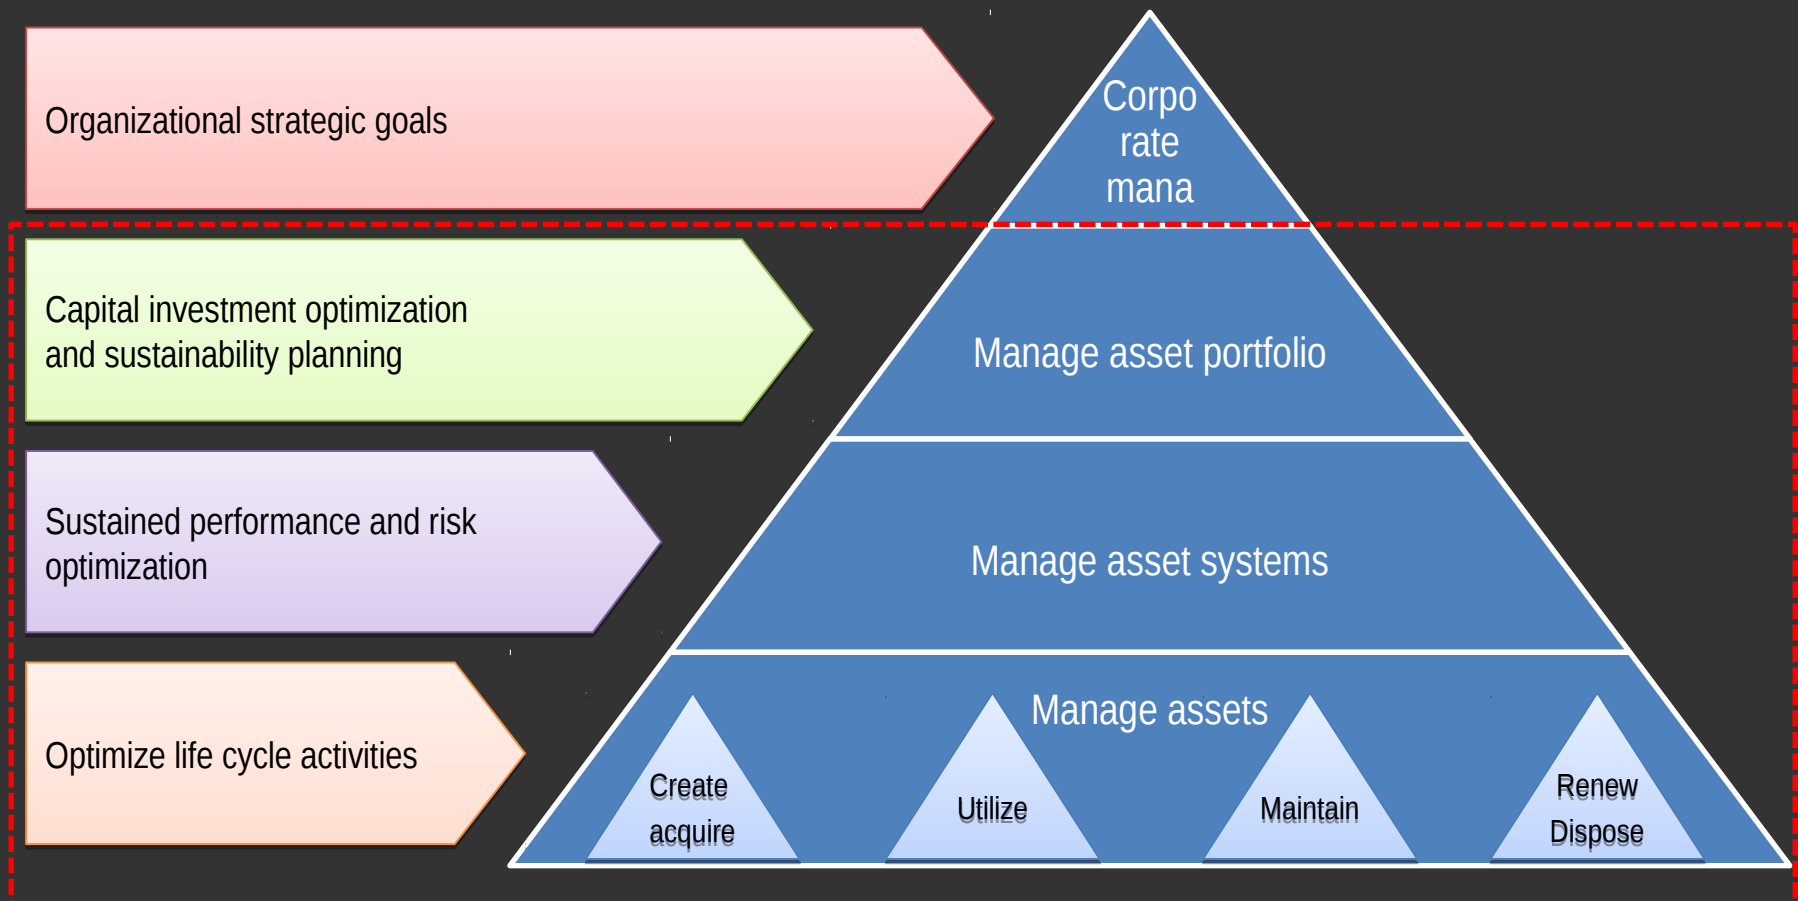 Organizational strategic goals
Corpo
rate
mana
Capital investment optimization
and sustainability planning
Manage asset portfolio
Sustained performance and risk
optimization
Manage asset systems
Optimize life cycle activities
Manage assets
Create
acquire
Utilize
Maintain
Renew
Dispose